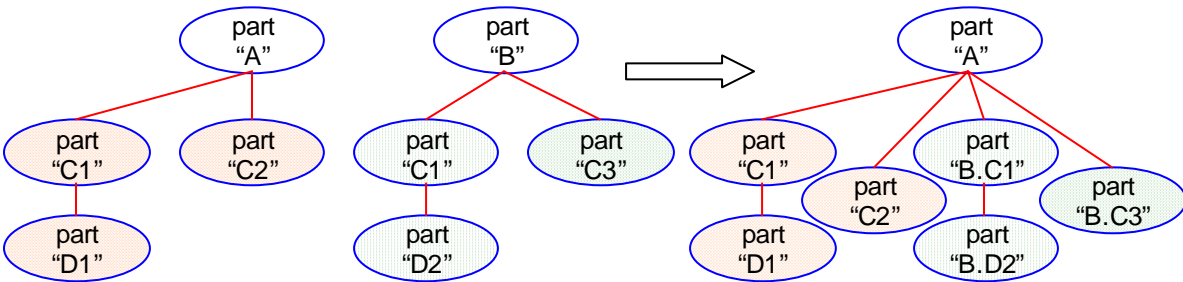 part
“A”
part
“B”
part
“A”
part
“C1”
part
“C2”
part
“C1”
part
“C3”
part
“C1”
part
“C2”
part
“B.C1”
part
“B.C3”
part
“D1”
part
“D2”
part
“D1”
part
“B.D2”